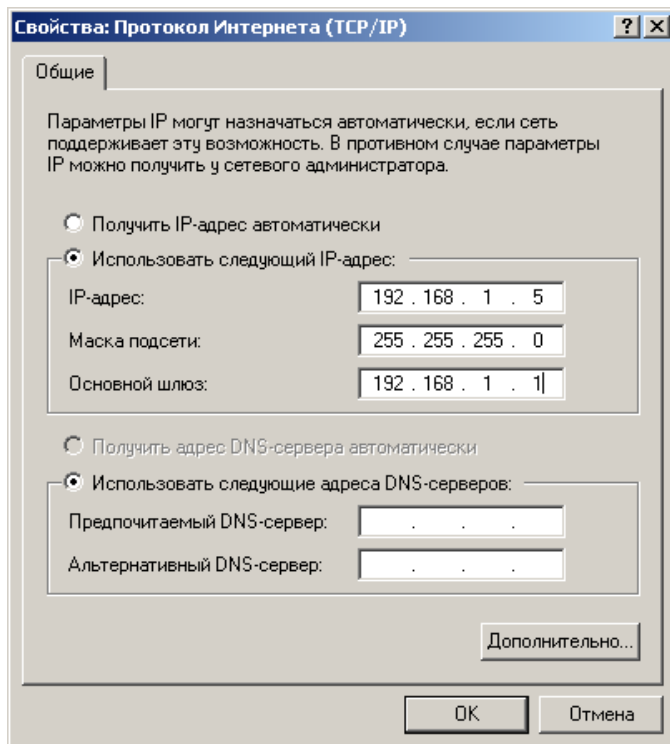 Свойства: Протокол Интернета (TCP/IP)
Общие
Параметры IP могут назначаться автоматически, если сеть
поддерживает эту возможность. В противном случае параметры
IP можно получить у сетевого администратора.
Получить IP-адрес автоматически
Использовать следующий IP-адрес:
IP-адрес: 192 . 168 . 1 . 5
Маска подсети: 255 . 255 . 255 . 0
Основной шлюз: 192 . 168 . 1 . 1
Получить адрес DNS-сервера автоматически
Использовать следующие адреса DNS-серверов:
Предпочитаемый DNS-сервер: . . .
Альтернативный DNS-сервер: . . .
Дополнительно...
OK Отмена